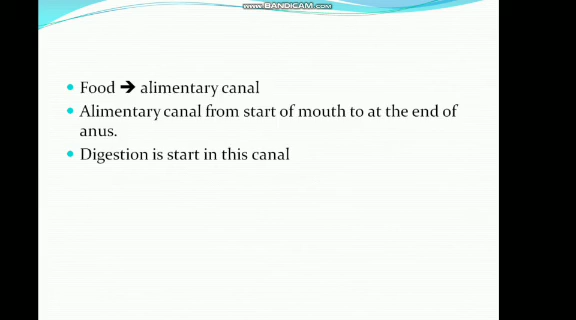 www.BANDICAM.com
• Food ➔ alimentary canal
• Alimentary canal from start of mouth to at the end of
anus.
• Digestion is start in this canal